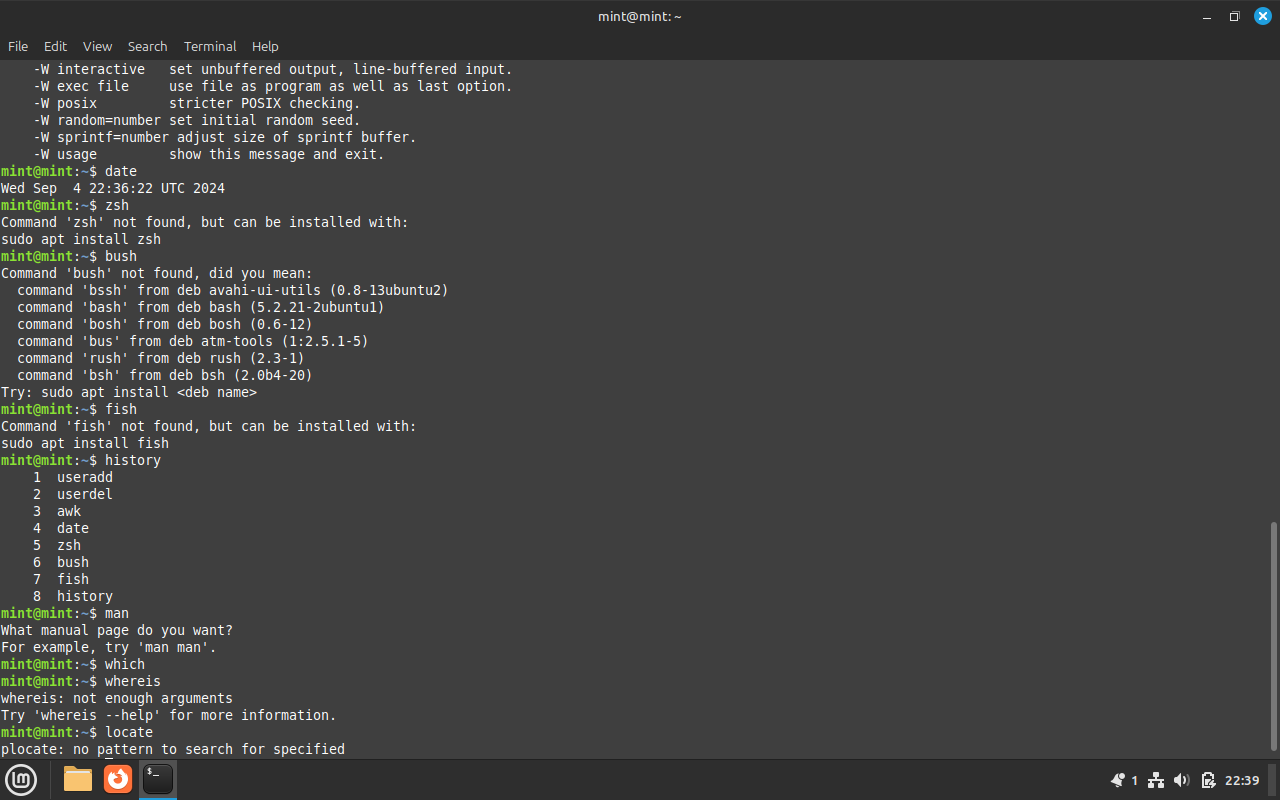 mint@mint: ~
File Edit View Search Terminal Help
    -W interactive   set unbuffered output, line-buffered input.
    -W exec file     use file as program as well as last option.
    -W posix         stricter POSIX checking.
    -W random=number set initial random seed.
    -W sprintf=number adjust size of sprintf buffer.
    -W usage         show this message and exit.
mint@mint:~$ date
Wed Sep  4 22:36:22 UTC 2024
mint@mint:~$ zsh
Command 'zsh' not found, but can be installed with:
sudo apt install zsh
mint@mint:~$ bush
Command 'bush' not found, did you mean:
  command 'bssh' from deb avahi-ui-utils (0.8-13ubuntu2)
  command 'bash' from deb bash (5.2.21-2ubuntu1)
  command 'bosh' from deb bosh (0.6-12)
  command 'bus' from deb atm-tools (1:2.5.1-5)
  command 'rush' from deb rush (2.3-1)
  command 'bsh' from deb bsh (2.0b4-20)
Try: sudo apt install <deb name>
mint@mint:~$ fish
Command 'fish' not found, but can be installed with:
sudo apt install fish
mint@mint:~$ history
    1  useradd
    2  userdel
    3  awk
    4  date
    5  zsh
    6  bush
    7  fish
    8  history
mint@mint:~$ man
What manual page do you want?
For example, try 'man man'.
mint@mint:~$ which
mint@mint:~$ whereis
whereis: not enough arguments
Try 'whereis --help' for more information.
mint@mint:~$ locate
plocate: no pattern to search for specified
1 22:39